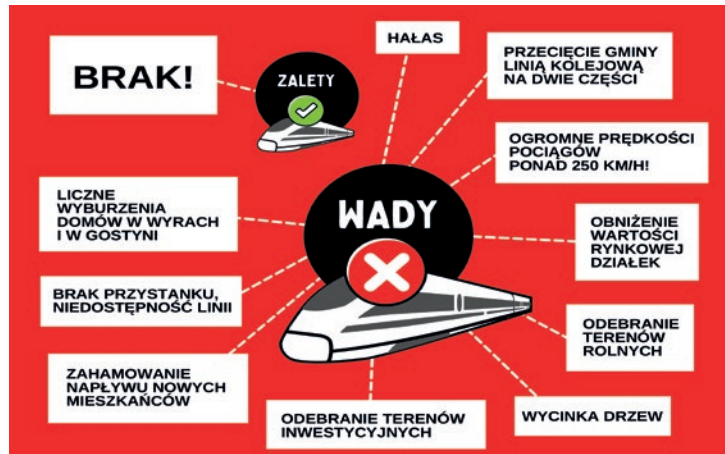 BRAK!
ZALETY
HAŁAS
PRZECIĘCIE GMINY
LINIĄ KOLEJOWĄ
NA DWIE CZĘŚCI
OGROMNE PRĘDKOŚCI
POCIĄGÓW
PONAD 250 KM/H!
LICZNE
WYBURZENIA
DOMÓW W WYRACH
I W GOSTYNI
WADY
OBNIŻENIE
WARTOŚCI
RYNKOWEJ
DZIAŁEK
BRAK PRZYSTANKU,
NIEDOSTĘPNOŚĆ LINII
ODEBRANIE
TERENÓW
ROLNYCH
ZAHAMOWANIE
NAPŁYWU NOWYCH
MIESZKAŃCÓW
ODEBRANIE TERENÓW
INWESTYCYJNYCH
WYCINKA DRZEW